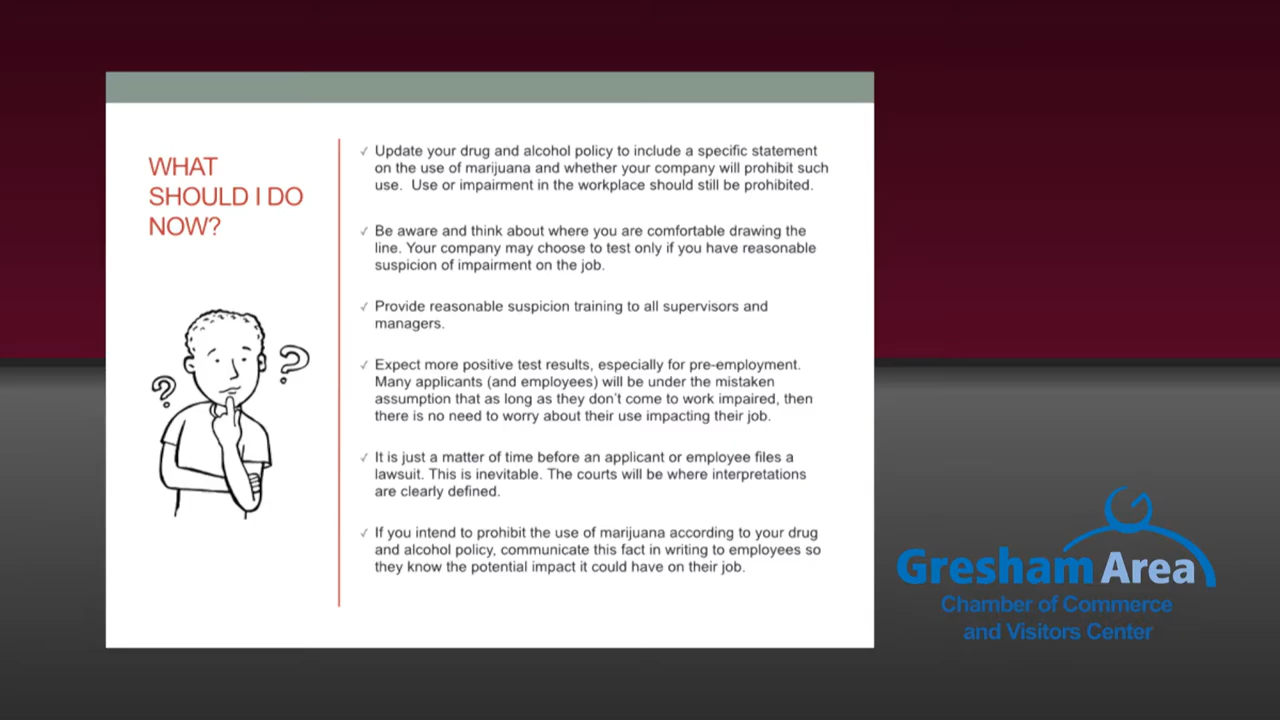 WHAT
SHOULD I DO
NOW?
✓ Update your drug and alcohol policy to include a specific statement
on the use of marijuana and whether your company will prohibit such
use.  Use or impairment in the workplace should still be prohibited.
✓ Be aware and think about where you are comfortable drawing the
line. Your company may choose to test only if you have reasonable
suspicion of impairment on the job.
✓ Provide reasonable suspicion training to all supervisors and
managers.
✓ Expect more positive test results, especially for pre-employment.
Many applicants (and employees) will be under the mistaken
assumption that as long as they don't come to work impaired, then
there is no need to worry about their use impacting their job.
✓ It is just a matter of time before an applicant or employee files a
lawsuit. This is inevitable. The courts will be where interpretations
are clearly defined.
✓ If you intend to prohibit the use of marijuana according to your drug
and alcohol policy, communicate this fact in writing to employees so
they know the potential impact it could have on their job.
? ?
Gresham Area
Chamber of Commerce
and Visitors Center